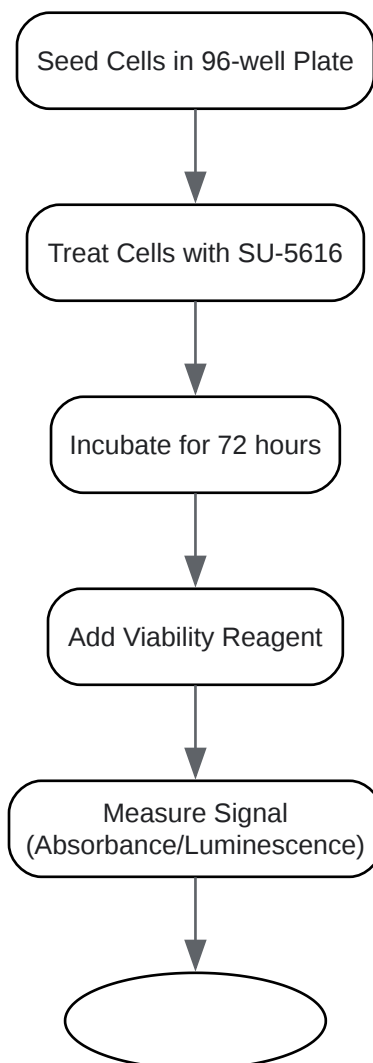 Seed Cells in 96-well Plate
Treat Cells with SU-5616
Incubate for 72 hours
Add Viability Reagent
Measure Signal
(Absorbance/Luminescence)